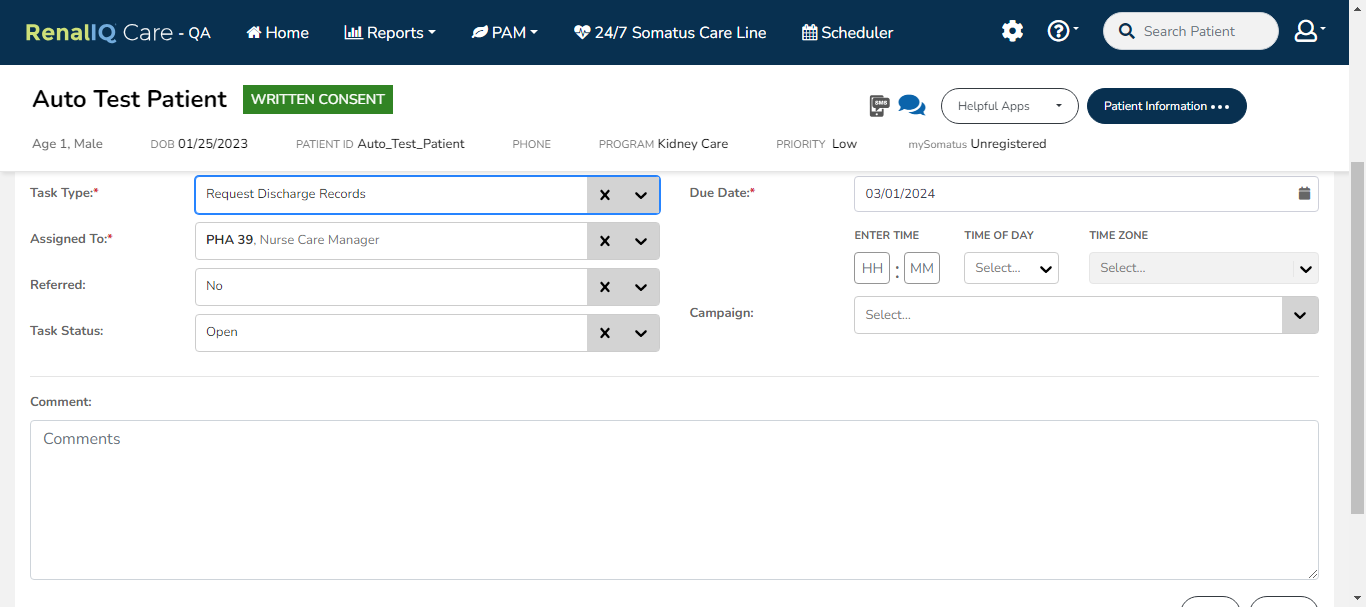 RenalIQ Care - QA Home Reports PAM 24/7 Somatus Care Line Scheduler Search Patient
Auto Test Patient WRITTEN CONSENT SMS Helpful Apps Patient Information
Age 1, Male DOB 01/25/2023 PATIENT ID Auto_Test_Patient PHONE PROGRAM Kidney Care PRIORITY Low mySomatus Unregistered
Task Type:* Request Discharge Records Due Date:* 03/01/2024
Assigned To:* PHA 39, Nurse Care Manager ENTER TIME TIME OF DAY TIME ZONE
HH : MM Select... Select...
Referred: No
Campaign: Select...
Task Status: Open
Comment:
Comments